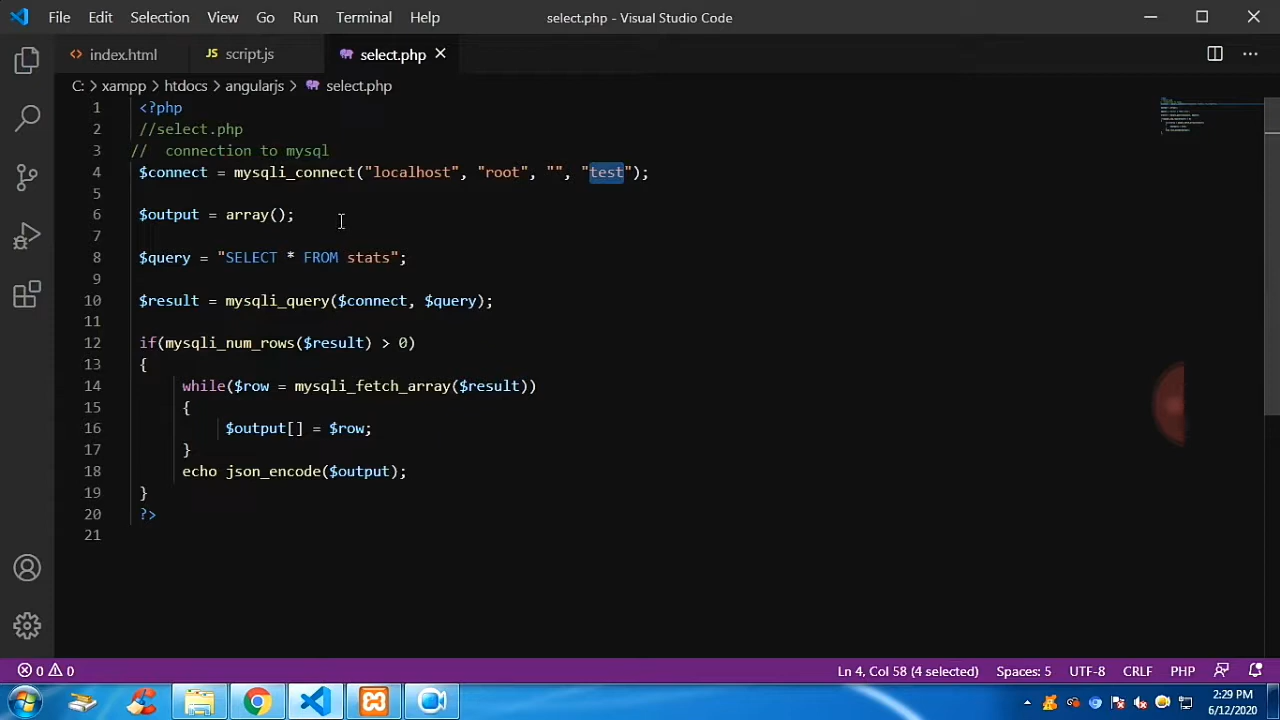 File Edit Selection View Go Run Terminal Help select.php - Visual Studio Code
index.html JS script.js select.php
C: > xampp > htdocs > angularjs > select.php
1 <?php
2 //select.php
3 // connection to mysql
4 $connect = mysqli_connect("localhost", "root", "", "test");
5
6 $output = array();
7
8 $query = "SELECT * FROM stats";
9
10 $result = mysqli_query($connect, $query);
11
12 if(mysqli_num_rows($result) > 0)
13 {
14 while($row = mysqli_fetch_array($result))
15 {
16 $output[] = $row;
17 }
18 echo json_encode($output);
19 }
20 ?>
21
0 0 Ln 4, Col 58 (4 selected) Spaces: 5 UTF-8 CRLF PHP
2:29 PM
6/12/2020